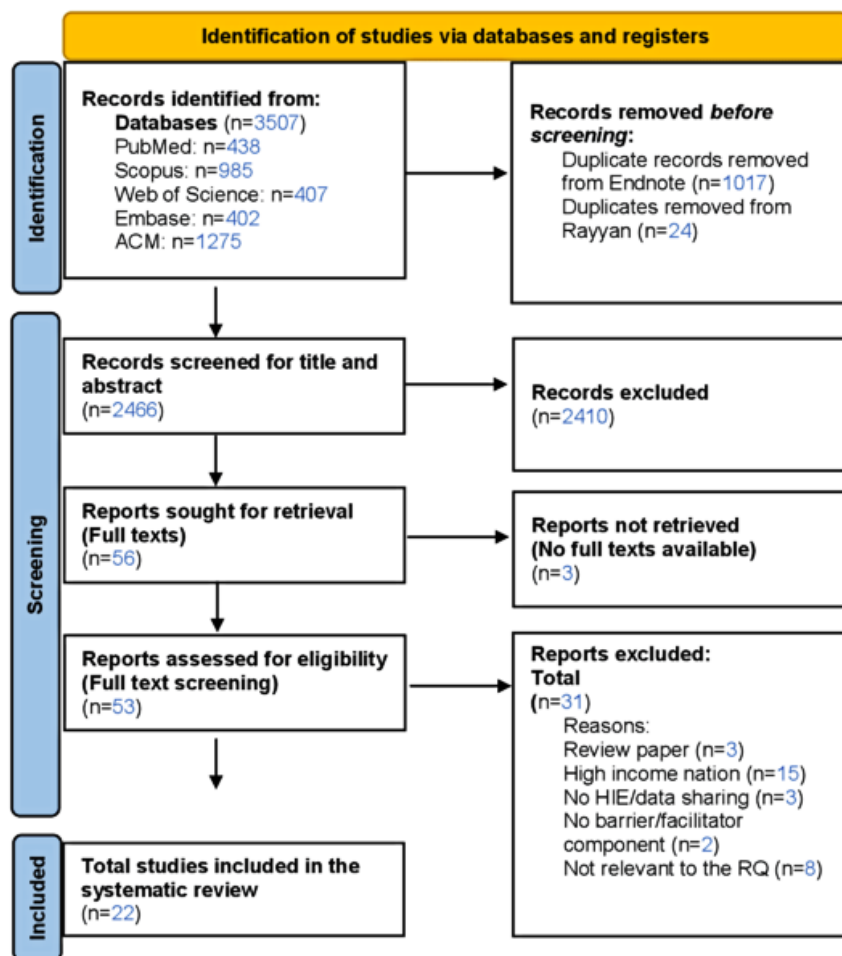 Identification of studies via databases and registers
Identification
Records identified from:
Databases (n=3507)
PubMed: n=438
Scopus: n=985
Web of Science: n=407
Embase: n=402
ACM: n=1275
Records removed before
screening:
Duplicate records removed
from Endnote (n=1017)
Duplicates removed from
Rayyan (n=24)
Screening
Records screened for title and
abstract
(n=2466)
Records excluded
(n=2410)
Reports sought for retrieval
(Full texts)
(n=56)
Reports not retrieved
(No full texts available)
(n=3)
Reports assessed for eligibility
(Full text screening)
(n=53)
Reports excluded:
Total
(n=31)
Reasons:
Review paper (n=3)
High income nation (n=15)
No HIE/data sharing (n=3)
No barrier/facilitator
component (n=2)
Not relevant to the RQ (n=8)
Included
Total studies included in the
systematic review
(n=22)